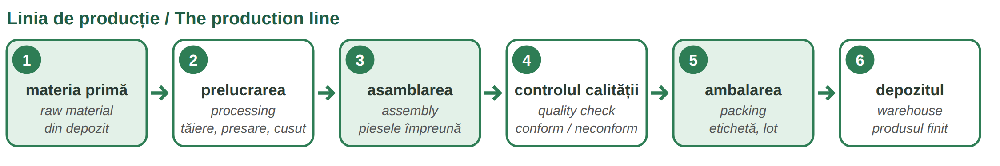 Linia de producție / The production line
1
materia primă
raw material
din depozit
2
prelucrarea
processing
tăiere, presare, cusut
3
asamblarea
assembly
piesele împreună
4
controlul calității
quality check
conform / neconform
5
ambalarea
packing
etichetă, lot
6
depozitul
warehouse
produsul finit